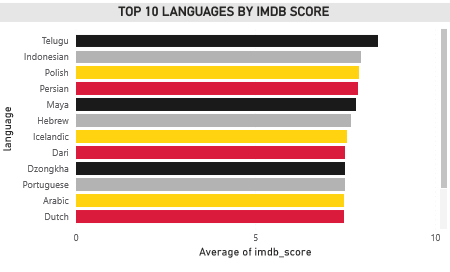 TOP 10 LANGUAGES BY IMDB SCORE
language
Telugu
Indonesian
Polish
Persian
Maya
Hebrew
Icelandic
Dari
Dzongkha
Portuguese
Arabic
Dutch
0 5 10
Average of imdb_score